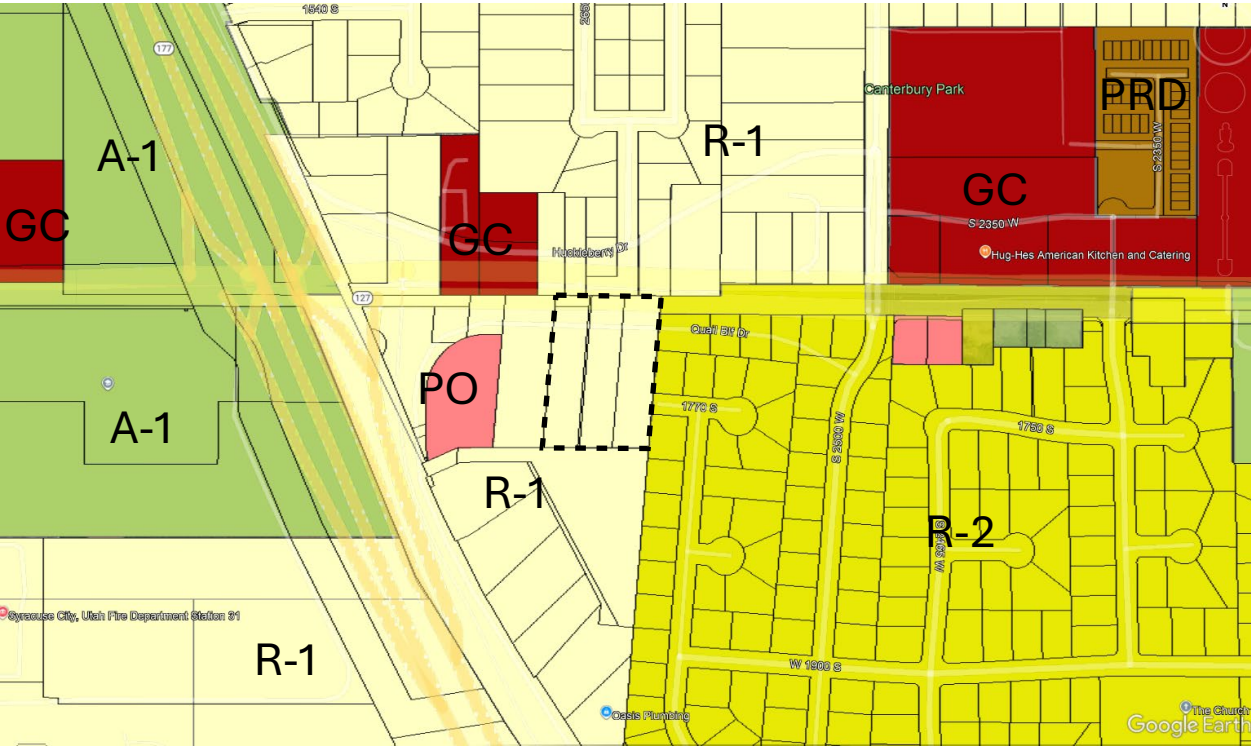 1540 S
N
177
Canterbury Park
PRD
A-1
R-1
S 2350 W
GC
GC
S 2350 W
GC
Huckleberry Dr
Hug-Hes American Kitchen and Catering
127
Quail Blf Dr
PO
1770 S
A-1
S 2500 W
1750 S
R-1
R-2
Syracuse City, Utah Fire Department Station 31
R-1
W 1900 S
Oasis Plumbing
The Church
Google Earth